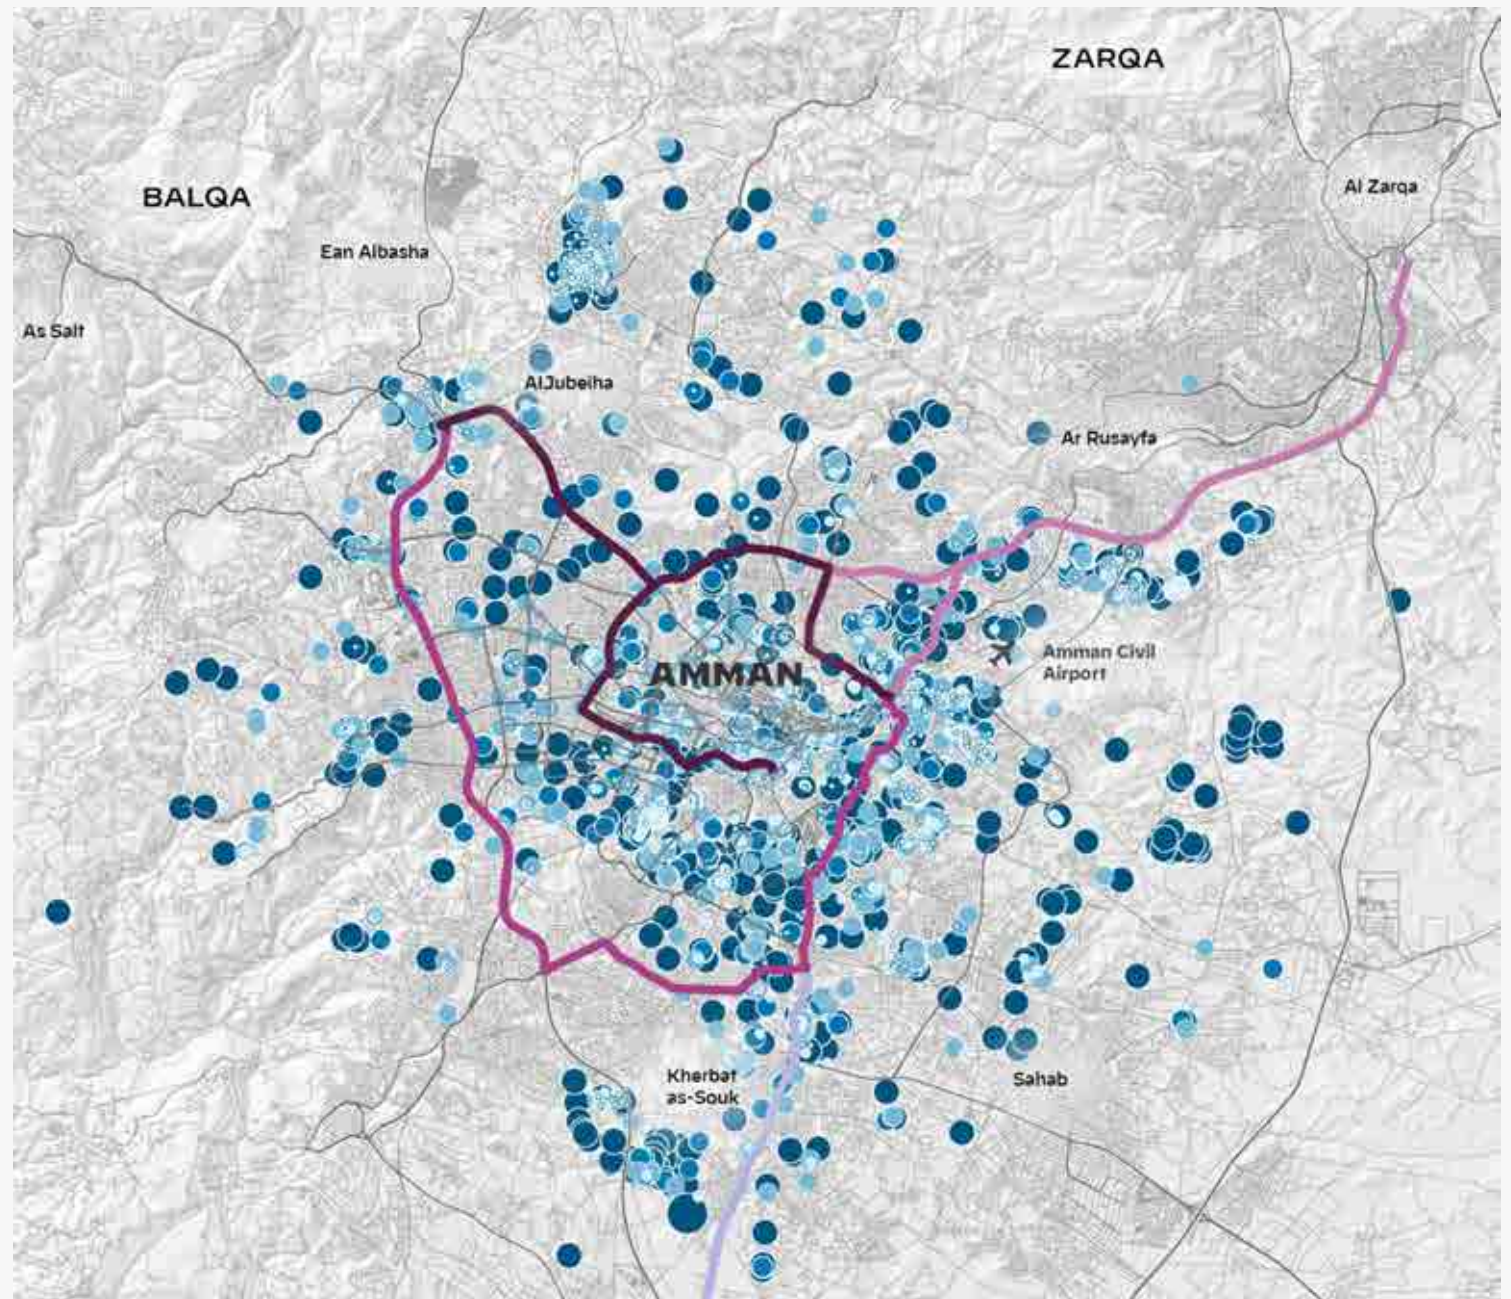 ZARQA
Al Zarqa
BALQA
Ean Albasha
As Salt
AlJubeiha
Ar Rusayfa
AMMAN
Amman Civil
Airport
Kherbat
as-Souk
Sahab